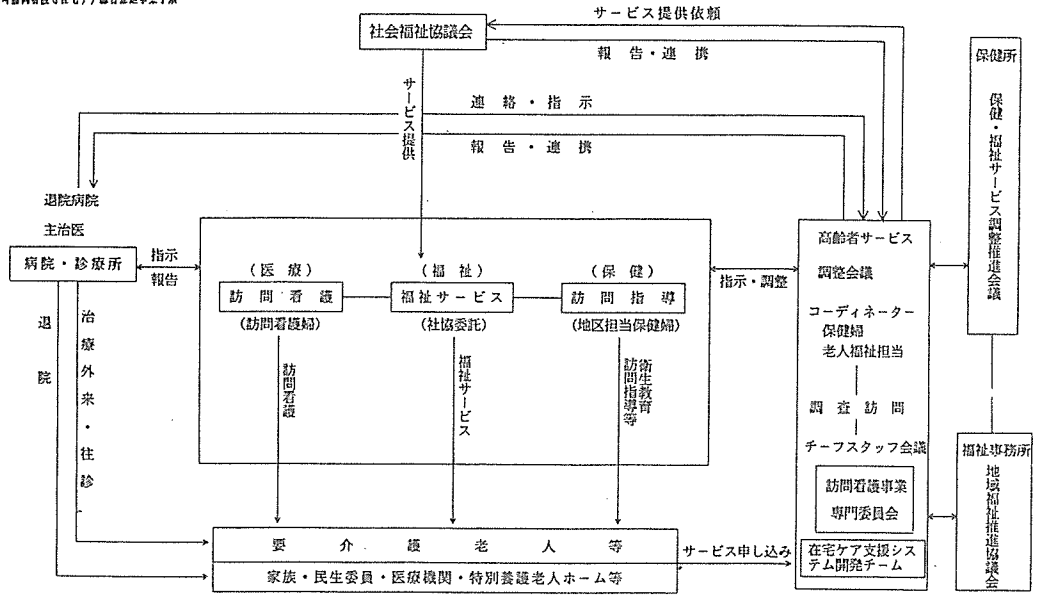 サービス提供依頼
社会福祉協議会
報告・連携
サービス提供
連絡・指示
報告・連携
退院病院
主治医
病院・診療所
指示
報告
退院
治療外来・往診
(医療)
訪問看護
(訪問看護婦)
訪問看護
(福祉)
福祉サービス
(社協委託)
福祉サービス
(保健)
訪問指導
(地区担当保健婦)
衛生教育
訪問指導等
指示・調整
高齢者サービス
調整会議
コーディネーター
保健婦
老人福祉担当
調査訪問
チーフスタッフ会議
訪問看護事業
専門委員会
在宅ケア支援シス
テム開発チーム
保健所
保健・福祉サービス調整推進会議
福祉事務所
地域福祉推進協議会
要介護老人等
サービス申し込み
家族・民生委員・医療機関・特別養護老人ホーム等